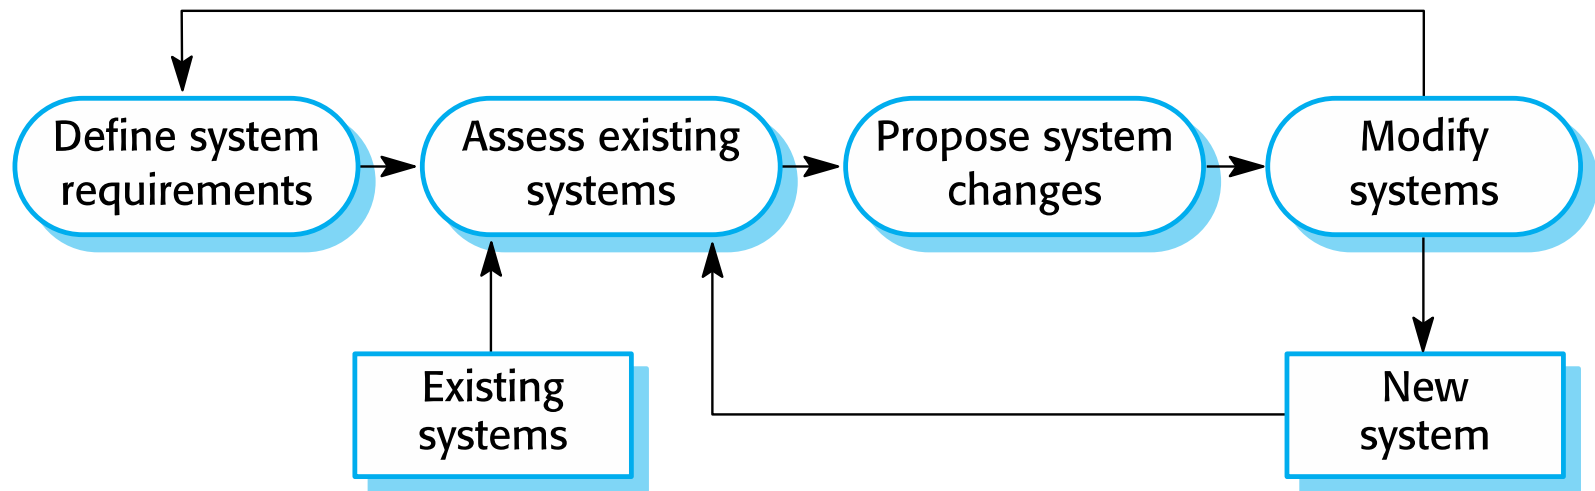 Define system
requirements
Assess existing
systems
Propose system
changes
Modify
systems
Existing
systems
New
system